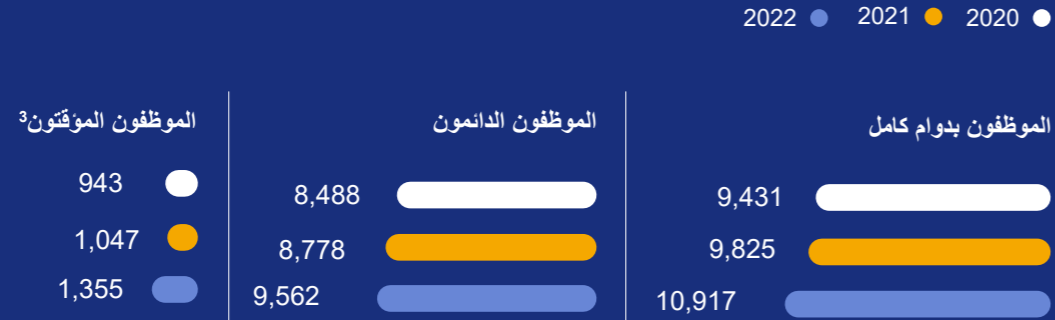 2020 2021 2022
الموظفون بدوام كامل
9,431
9,825
10,917
الموظفون الدائمون
8,488
8,778
9,562
الموظفون المؤقتون³
943
1,047
1,355